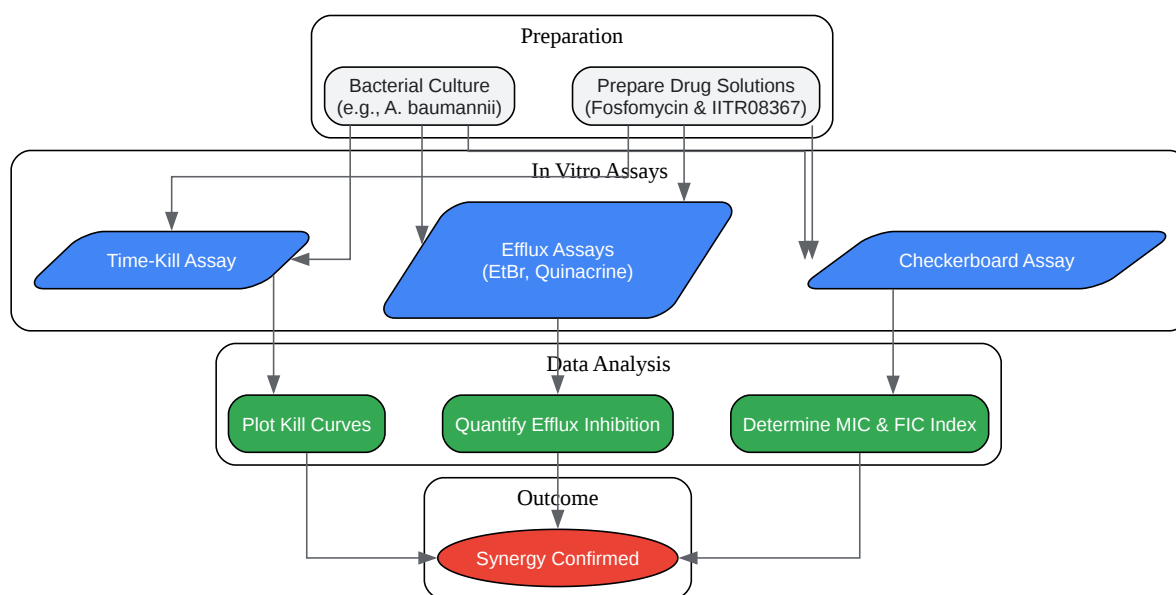 Preparation
Bacterial Culture
(e.g., A. baumannii)
Prepare Drug Solutions
(Fosfomycin & IITR08367)
In Vitro Assays
Time-Kill Assay
Efflux Assays
(EtBr, Quinacrine)
Checkerboard Assay
Data Analysis
Plot Kill Curves
Quantify Efflux Inhibition
Determine MIC & FIC Index
Outcome
Synergy Confirmed